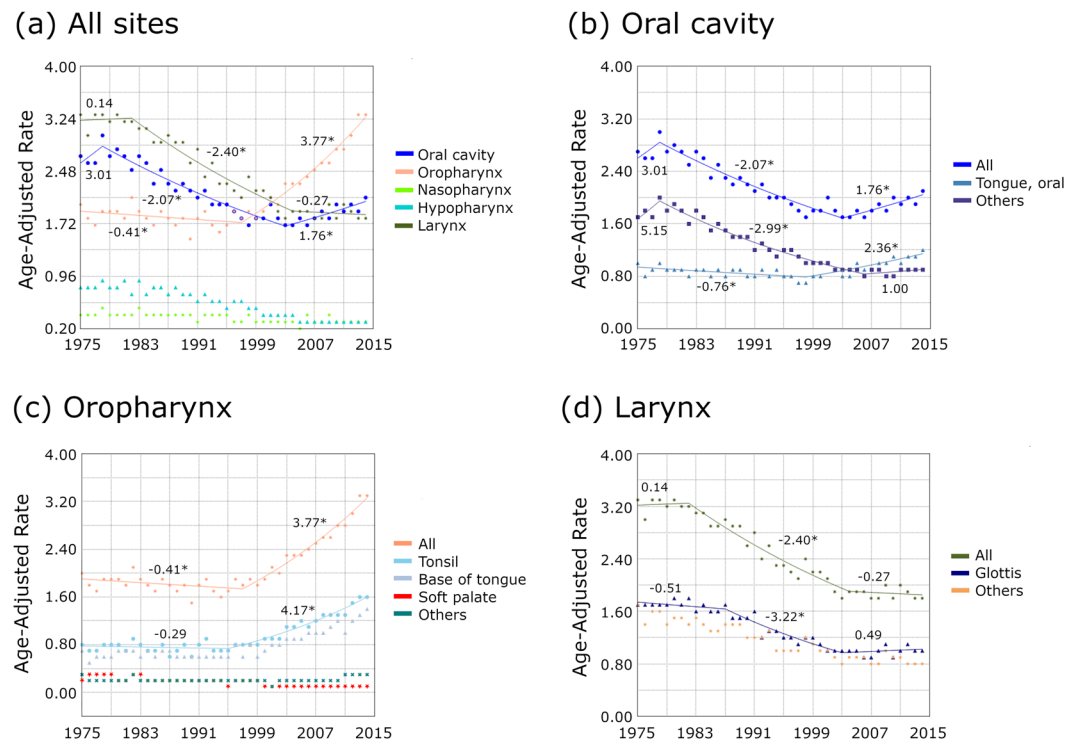 (a) All sites
(b) Oral cavity
4.00
3.24
2.48
1.72
0.96
0.20
Age-Adjusted Rate
0.14
3.77*
-2.40*
3.01
-2.07*
-0.27
-0.41*
1.76*
1975 1983 1991 1999 2007 2015
Oral cavity
Oropharynx
Nasopharynx
Hypopharynx
Larynx
4.00
3.20
2.40
1.60
0.80
0.00
Age-Adjusted Rate
3.01
-2.07*
1.76*
5.15
-2.99*
2.36*
-0.76*
1.00
1975 1983 1991 1999 2007 2015
All
Tongue, oral
Others
(c) Oropharynx
(d) Larynx
4.00
3.20
2.40
1.60
0.80
0.00
Age-Adjusted Rate
3.77*
-0.41*
4.17*
-0.29
1975 1983 1991 1999 2007 2015
All
Tonsil
Base of tongue
Soft palate
Others
4.00
3.20
2.40
1.60
0.80
0.00
Age-Adjusted Rate
0.14
-2.40*
-0.27
-0.51
-3.22*
0.49
1975 1983 1991 1999 2007 2015
All
Glottis
Others